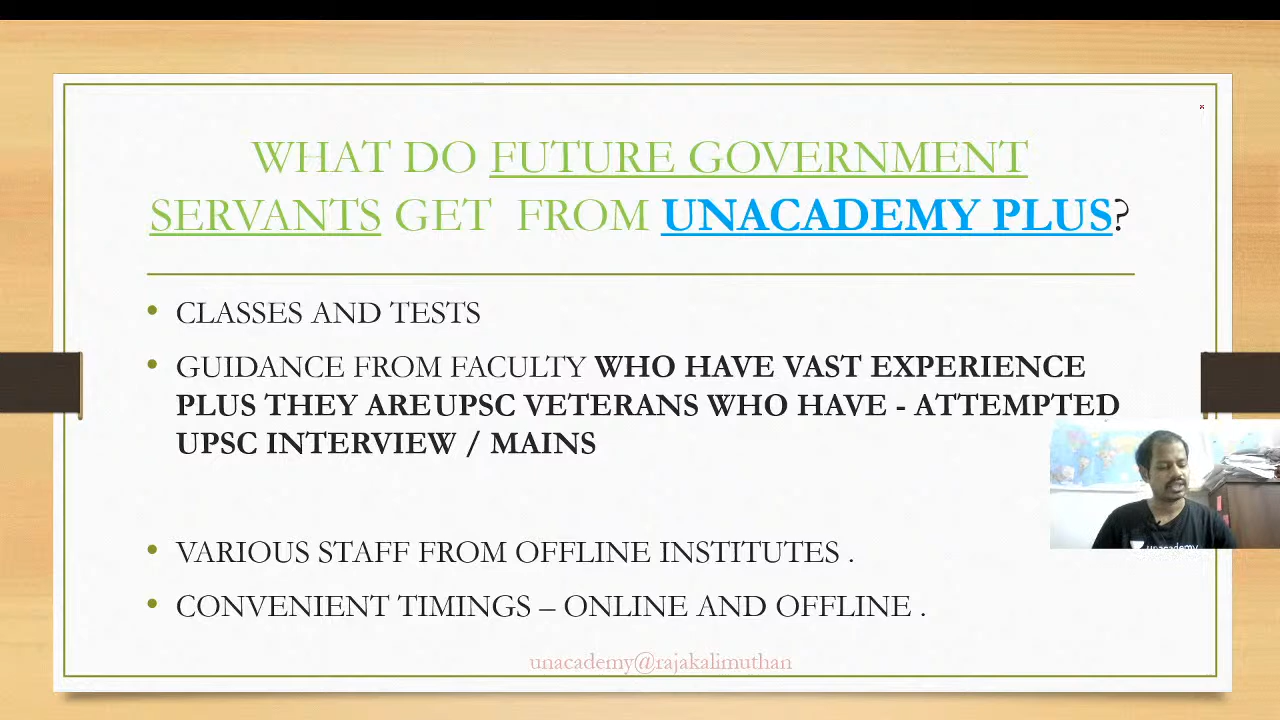 WHAT DO FUTURE GOVERNMENT
SERVANTS GET FROM UNACADEMY PLUS?
• CLASSES AND TESTS
• GUIDANCE FROM FACULTY WHO HAVE VAST EXPERIENCE
PLUS THEY AREUPSC VETERANS WHO HAVE - ATTEMPTED
UPSC INTERVIEW / MAINS
• VARIOUS STAFF FROM OFFLINE INSTITUTES .
• CONVENIENT TIMINGS – ONLINE AND OFFLINE .
unacademy
unacademy@rajakalimuthan